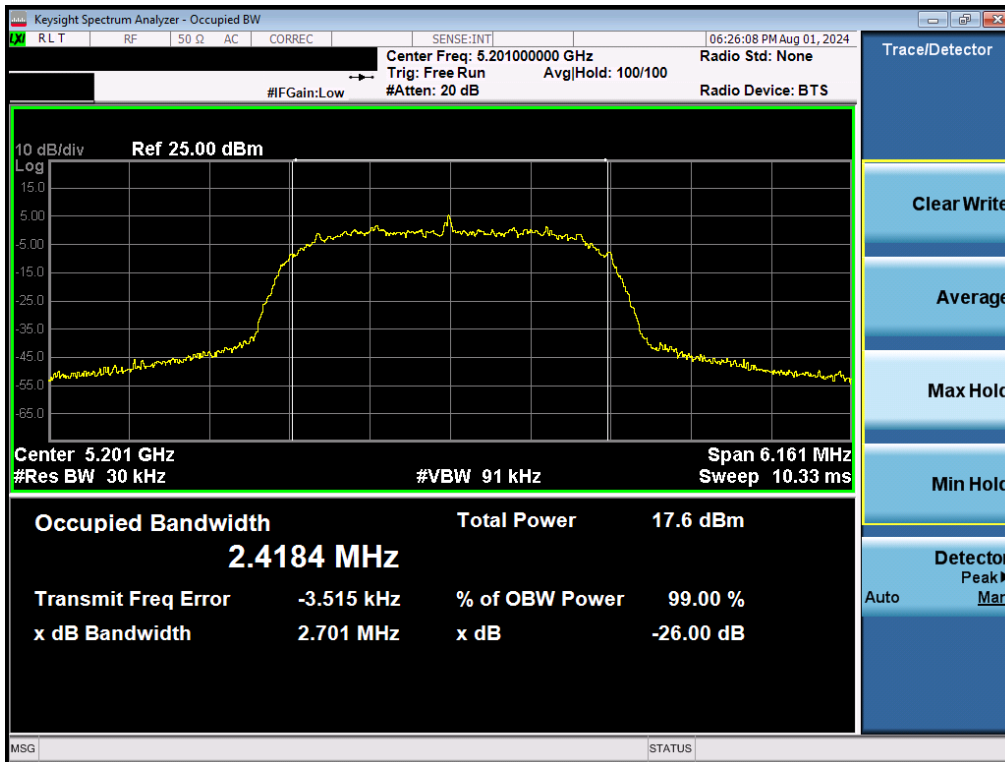 Keysight Spectrum Analyzer - Occupied BW
LXI RLT RF 50 Ω AC CORREC SENSE:INT 06:26:08 PM Aug 01, 2024
Center Freq: 5.201000000 GHz Radio Std: None
Trig: Free Run Avg|Hold: 100/100
#IFGain:Low #Atten: 20 dB Radio Device: BTS
Trace/Detector
10 dB/div Ref 25.00 dBm
Log
15.0
5.00
-5.00
-15.0
-25.0
-35.0
-45.0
-55.0
-65.0
Center 5.201 GHz Span 6.161 MHz
#Res BW 30 kHz #VBW 91 kHz Sweep 10.33 ms
Occupied Bandwidth Total Power 17.6 dBm
2.4184 MHz
Transmit Freq Error -3.515 kHz % of OBW Power 99.00 %
x dB Bandwidth 2.701 MHz x dB -26.00 dB
Clear Write
Average
Max Hold
Min Hold
Detector
Peak
Auto Man
MSG STATUS